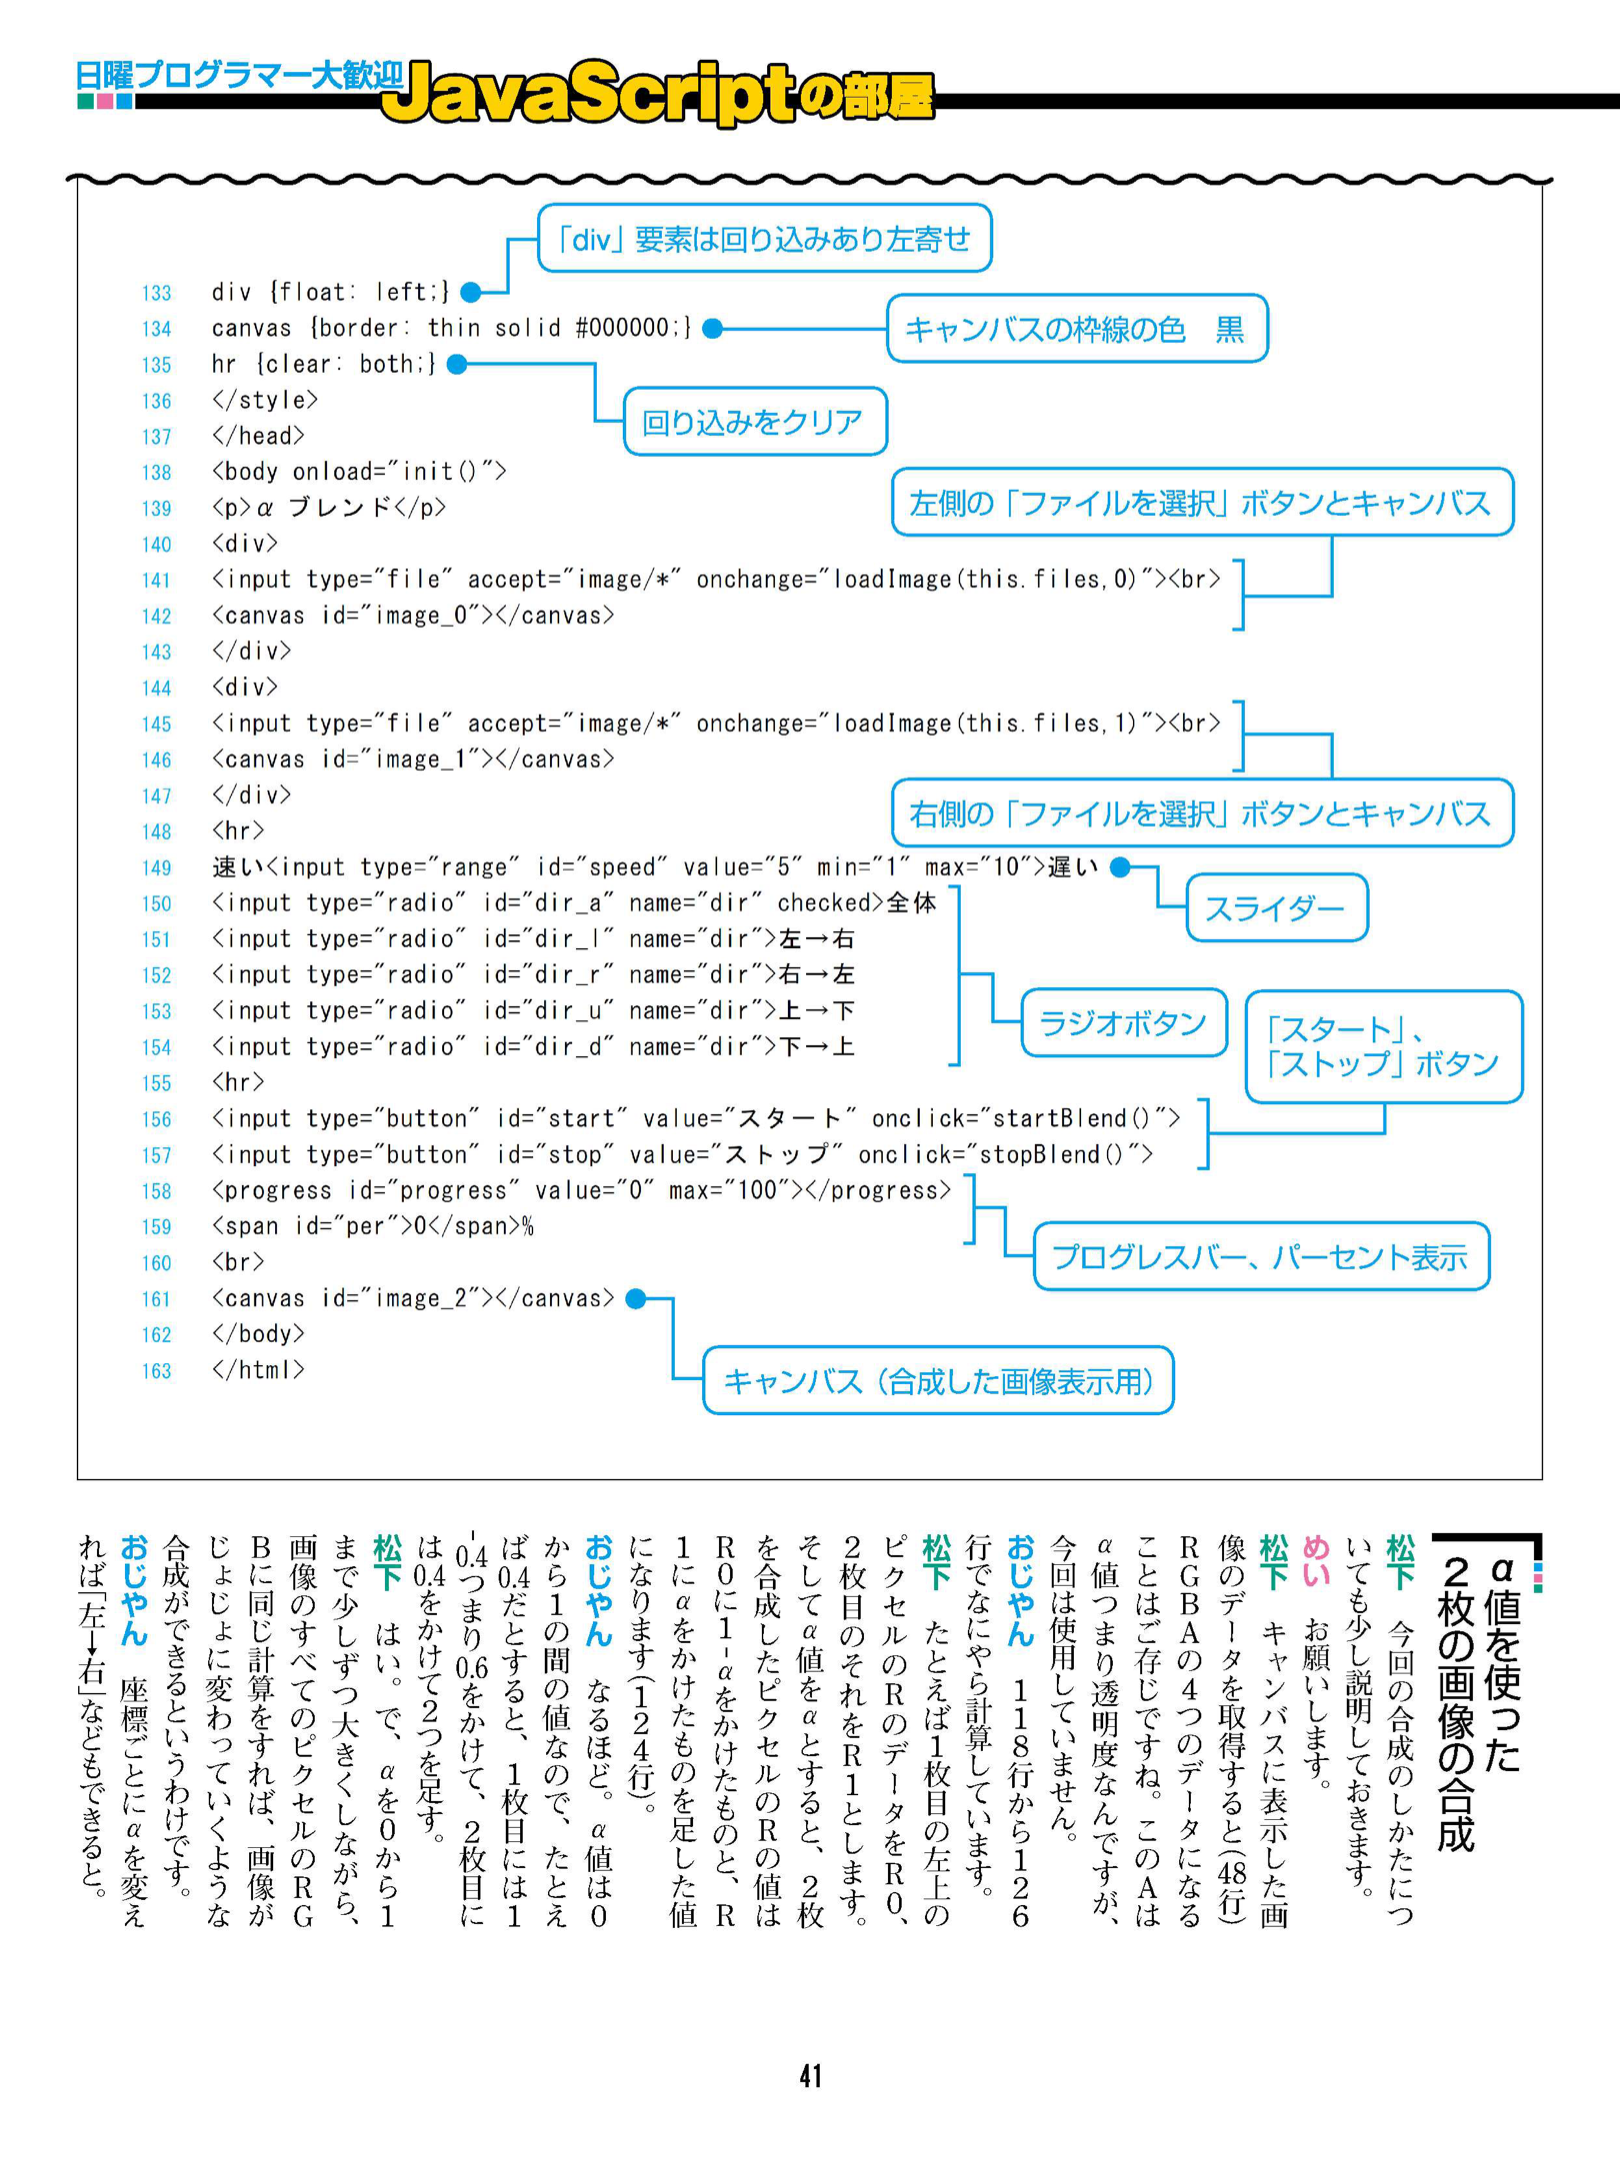 日曜プログラマー大歓迎
JavaScriptの部屋
「div」要素は回り込みあり左寄せ
133 div {float: left;}
134 canvas {border: thin solid #000000;}
キャンバスの枠線の色　黒
135 hr {clear: both;}
136 </style>
回り込みをクリア
137 </head>
138 <body onload="init()">
139 <p>α ブレンド</p>
左側の「ファイルを選択」ボタンとキャンバス
140 <div>
141 <input type="file" accept="image/*" onchange="loadImage(this.files,0)"><br>
142 <canvas id="image_0"></canvas>
143 </div>
144 <div>
145 <input type="file" accept="image/*" onchange="loadImage(this.files,1)"><br>
146 <canvas id="image_1"></canvas>
147 </div>
右側の「ファイルを選択」ボタンとキャンバス
148 <hr>
149 速い<input type="range" id="speed" value="5" min="1" max="10">遅い
スライダー
150 <input type="radio" id="dir_a" name="dir" checked>全体
151 <input type="radio" id="dir_l" name="dir">左→右
152 <input type="radio" id="dir_r" name="dir">右→左
153 <input type="radio" id="dir_u" name="dir">上→下
154 <input type="radio" id="dir_d" name="dir">下→上
ラジオボタン
「スタート」、
「ストップ」ボタン
155 <hr>
156 <input type="button" id="start" value="スタート" onclick="startBlend()">
157 <input type="button" id="stop" value="ストップ" onclick="stopBlend()">
158 <progress id="progress" value="0" max="100"></progress>
159 <span id="per">0</span>%
プログレスバー、パーセント表示
160 <br>
161 <canvas id="image_2"></canvas>
162 </body>
163 </html>
キャンバス（合成した画像表示用）
α値を使った
2枚の画像の合成
松下　今回の合成のしかたにつ
いても少し説明しておきます。
めい　お願いします。
松下　キャンバスに表示した画
像のデータを取得すると(48行)
RGBAの4つのデータになる
ことはご存じですね。このAは
α値つまり透明度なんですが、
今回は使用していません。
おじやん　118行から126
行でなにやら計算しています。
松下　たとえば1枚目の左上の
ピクセルのRのデータをR0、
2枚目のそれをR1とします。
そしてα値をαとすると、2枚
を合成したピクセルのRの値は
R0に1-αをかけたものと、R
1にαをかけたものを足した値
になります(124行)。
おじやん　なるほど。α値は0
から1の間の値なので、たとえ
ば0.4だとすると、1枚目には1
-0.4つまり0.6をかけて、2枚目に
は0.4をかけて2つを足す。
松下　はい。で、αを0から1
まで少しずつ大きくしながら、
画像のすべてのピクセルのRG
Bに同じ計算をすれば、画像が
じょじょに変わっていくような
合成ができるというわけです。
おじやん　座標ごとにαを変え
れば「左→右」などもできると。
41